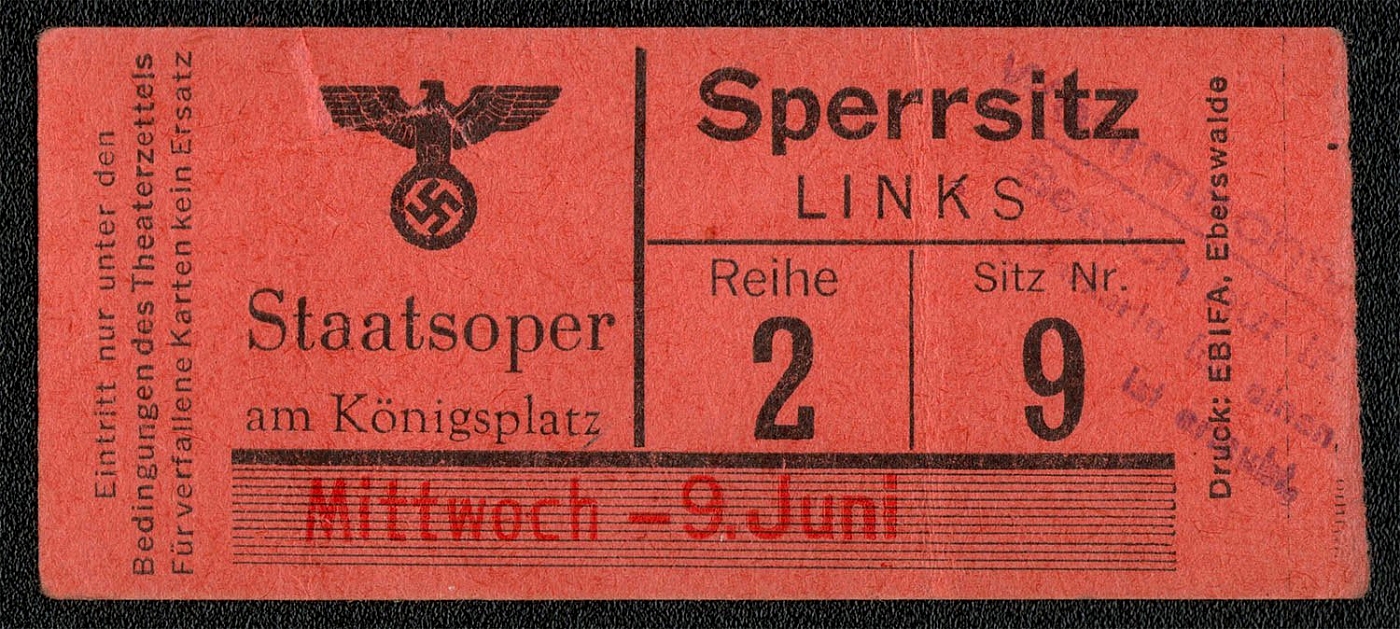 Eintritt nur unter den
Bedingungen des Theaterzettels
Für verfallene Karten kein Ersatz
Staatsoper
am Königsplatz
Sperrsitz
LINKS
Reihe
2
Sitz Nr.
9
Mittwoch – 9. Juni
Druck: EBIFA, Eberswalde
ist